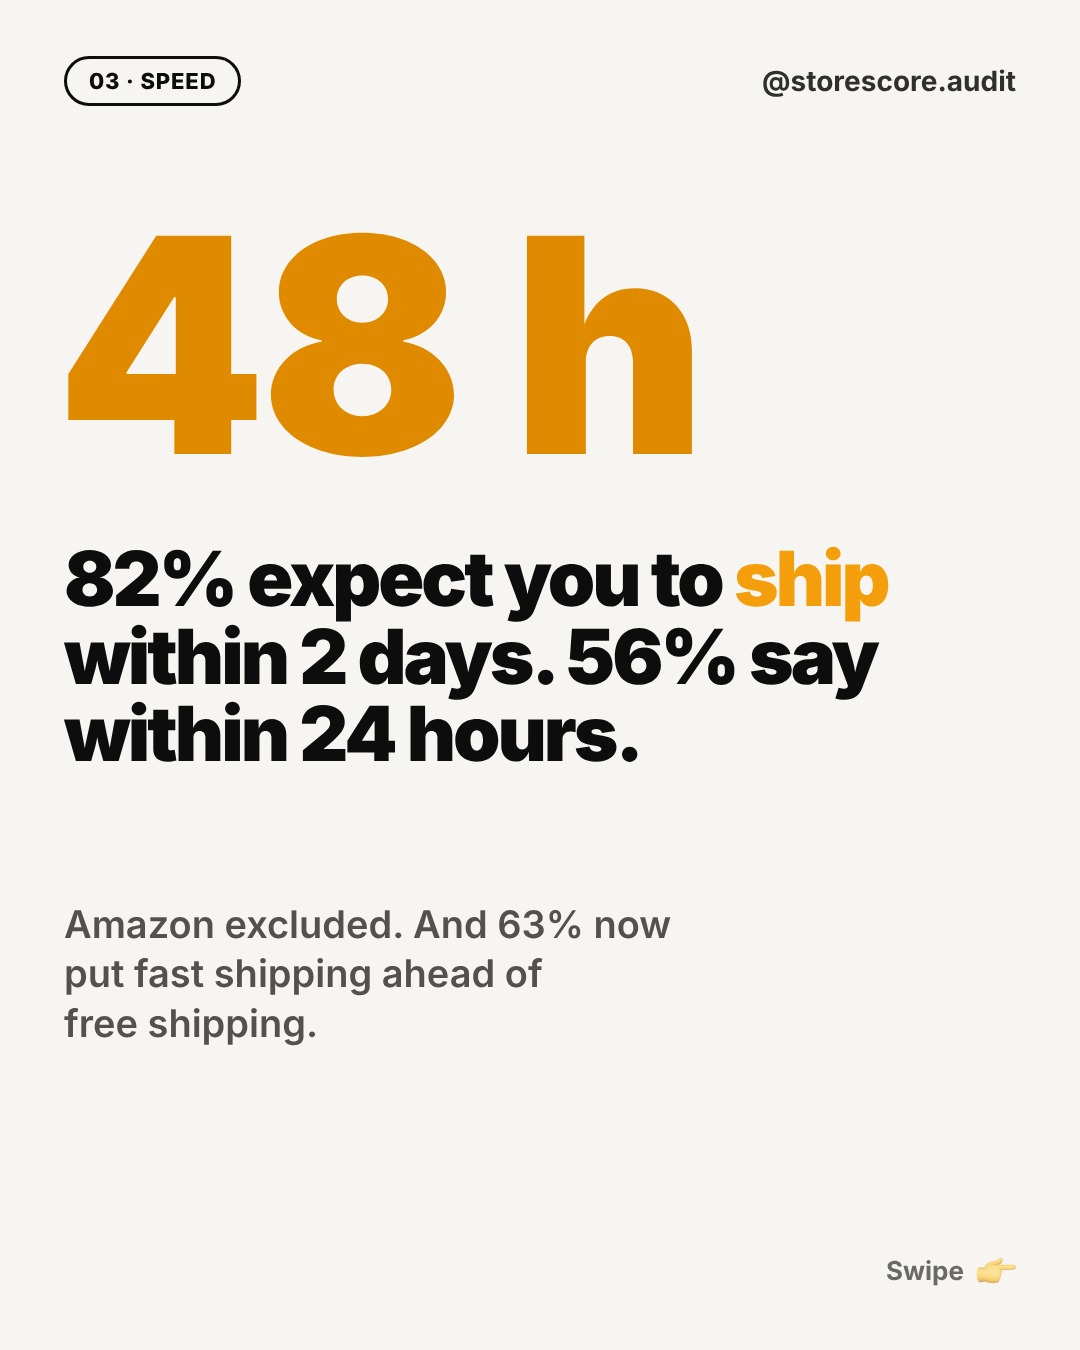 03 · SPEED
@storescore.audit
48 h
82% expect you to ship
within 2 days. 56% say
within 24 hours.
Amazon excluded. And 63% now
put fast shipping ahead of
free shipping.
Swipe 👉